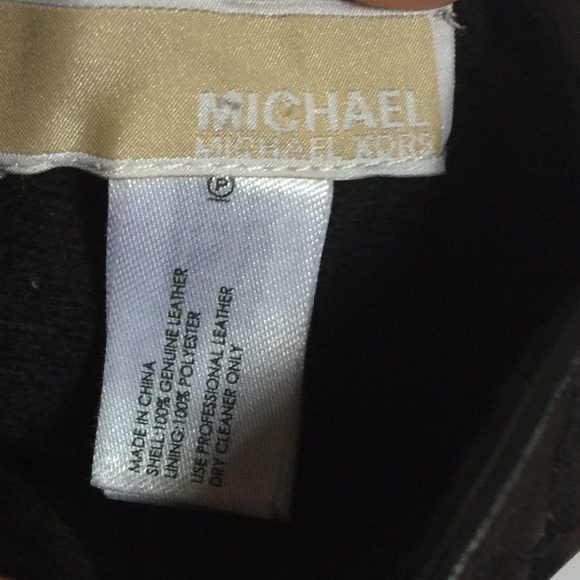 MICHAEL
MICHAEL KORS
P
MADE IN CHINA
SHELL:100% GENUINE LEATHER
LINING:100% POLYESTER
USE PROFESSIONAL LEATHER
DRY CLEANER ONLY